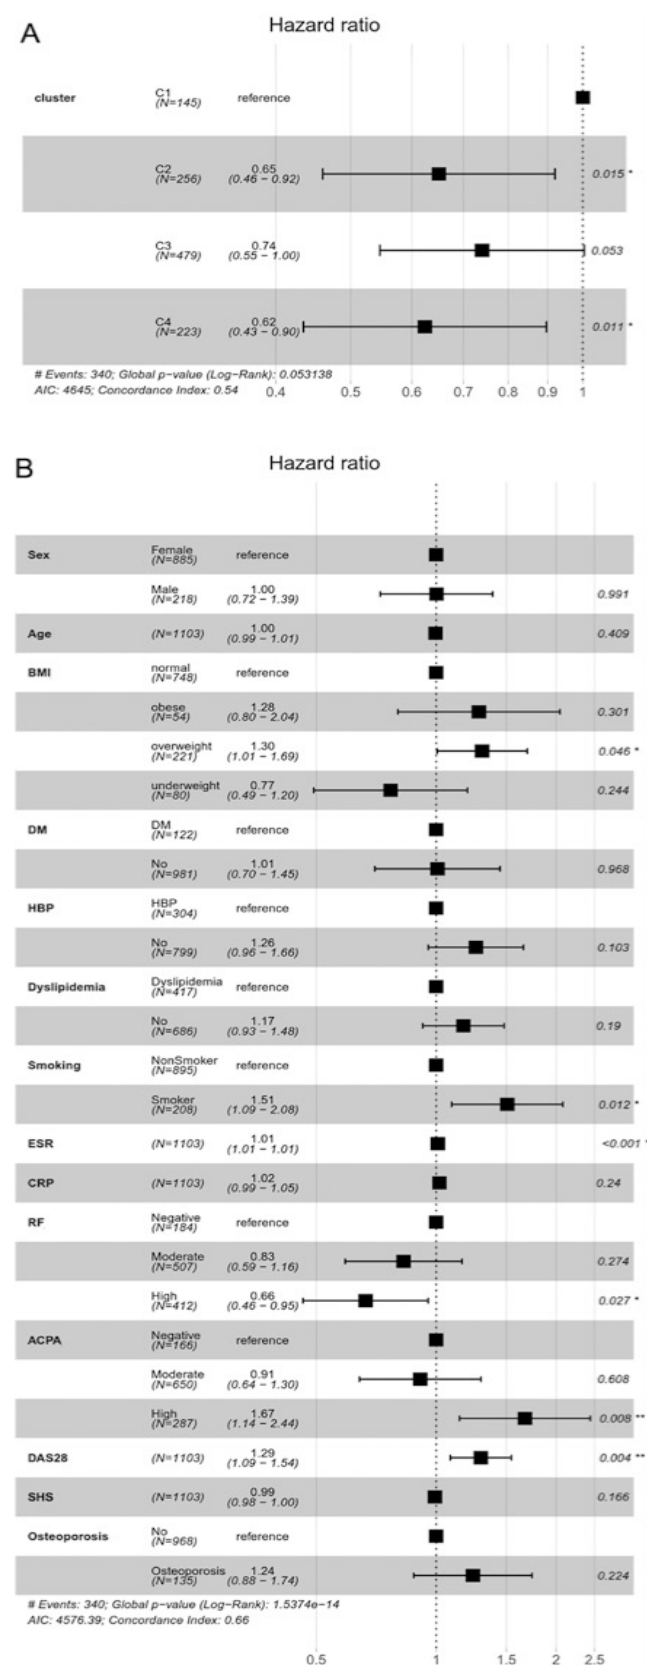 A
Hazard ratio
cluster C1 (N=145) reference
C2 (N=256) 0.65 (0.46 − 0.92) 0.015 *
C3 (N=479) 0.74 (0.55 − 1.00) 0.053
C4 (N=223) 0.62 (0.43 − 0.90) 0.011 *
# Events: 340; Global p−value (Log−Rank): 0.053138
AIC: 4645; Concordance Index: 0.54
0.4 0.5 0.6 0.7 0.8 0.9 1
B
Hazard ratio
Sex Female (N=885) reference
Male (N=218) 1.00 (0.72 − 1.39) 0.991
Age (N=1103) 1.00 (0.99 − 1.01) 0.409
BMI normal (N=748) reference
obese (N=54) 1.28 (0.80 − 2.04) 0.301
overweight (N=221) 1.30 (1.01 − 1.69) 0.046 *
underweight (N=80) 0.77 (0.49 − 1.20) 0.244
DM DM (N=122) reference
No (N=981) 1.01 (0.70 − 1.45) 0.968
HBP HBP (N=304) reference
No (N=799) 1.26 (0.96 − 1.66) 0.103
Dyslipidemia Dyslipidemia (N=417) reference
No (N=686) 1.17 (0.93 − 1.48) 0.19
Smoking NonSmoker (N=895) reference
Smoker (N=208) 1.51 (1.09 − 2.08) 0.012 *
ESR (N=1103) 1.01 (1.01 − 1.01) <0.001 *
CRP (N=1103) 1.02 (0.99 − 1.05) 0.24
RF Negative (N=184) reference
Moderate (N=507) 0.83 (0.59 − 1.16) 0.274
High (N=412) 0.66 (0.46 − 0.95) 0.027 *
ACPA Negative (N=166) reference
Moderate (N=650) 0.91 (0.64 − 1.30) 0.608
High (N=287) 1.67 (1.14 − 2.44) 0.008 **
DAS28 (N=1103) 1.29 (1.09 − 1.54) 0.004 **
SHS (N=1103) 0.99 (0.98 − 1.00) 0.166
Osteoporosis No (N=968) reference
Osteoporosis (N=135) 1.24 (0.88 − 1.74) 0.224
# Events: 340; Global p−value (Log−Rank): 1.5374e−14
AIC: 4576.39; Concordance Index: 0.66
0.5 1 1.5 2 2.5